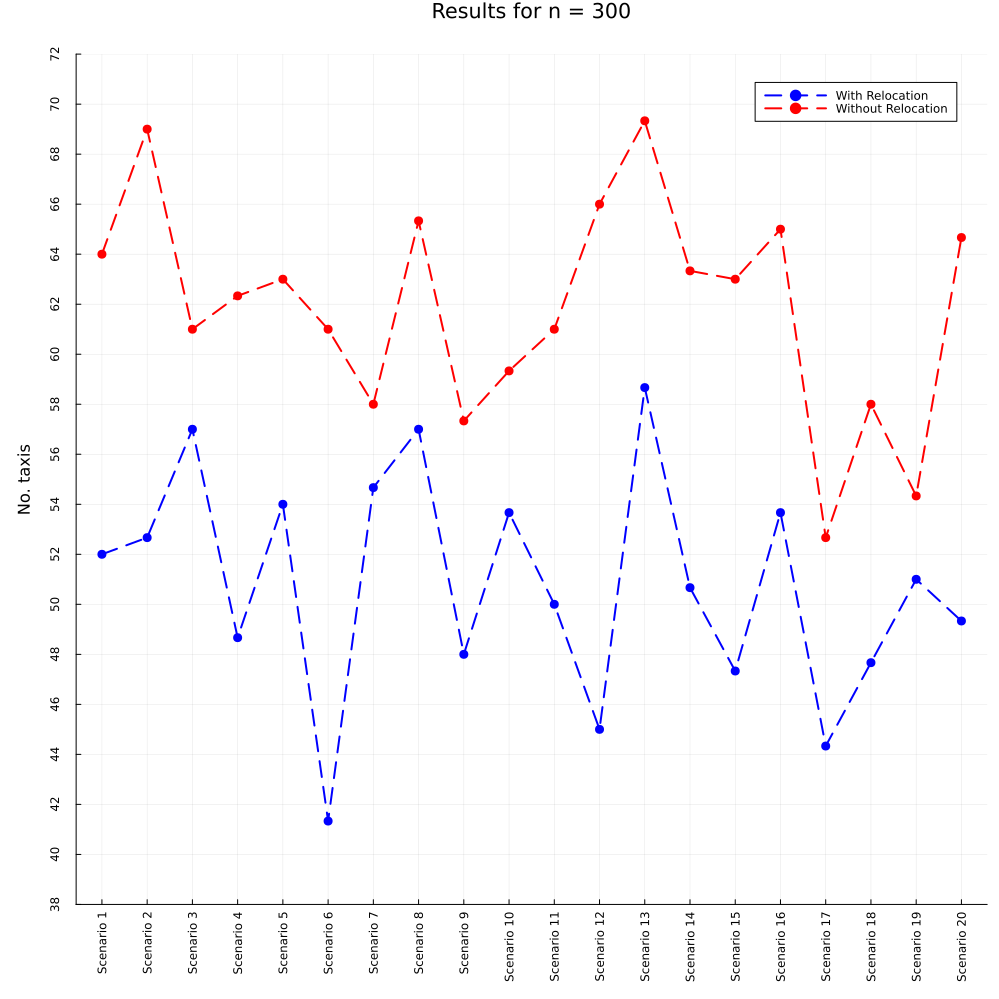 Results for n = 300
With Relocation
Without Relocation
No. taxis
72
70
68
66
64
62
60
58
56
54
52
50
48
46
44
42
40
38
Scenario 1
Scenario 2
Scenario 3
Scenario 4
Scenario 5
Scenario 6
Scenario 7
Scenario 8
Scenario 9
Scenario 10
Scenario 11
Scenario 12
Scenario 13
Scenario 14
Scenario 15
Scenario 16
Scenario 17
Scenario 18
Scenario 19
Scenario 20